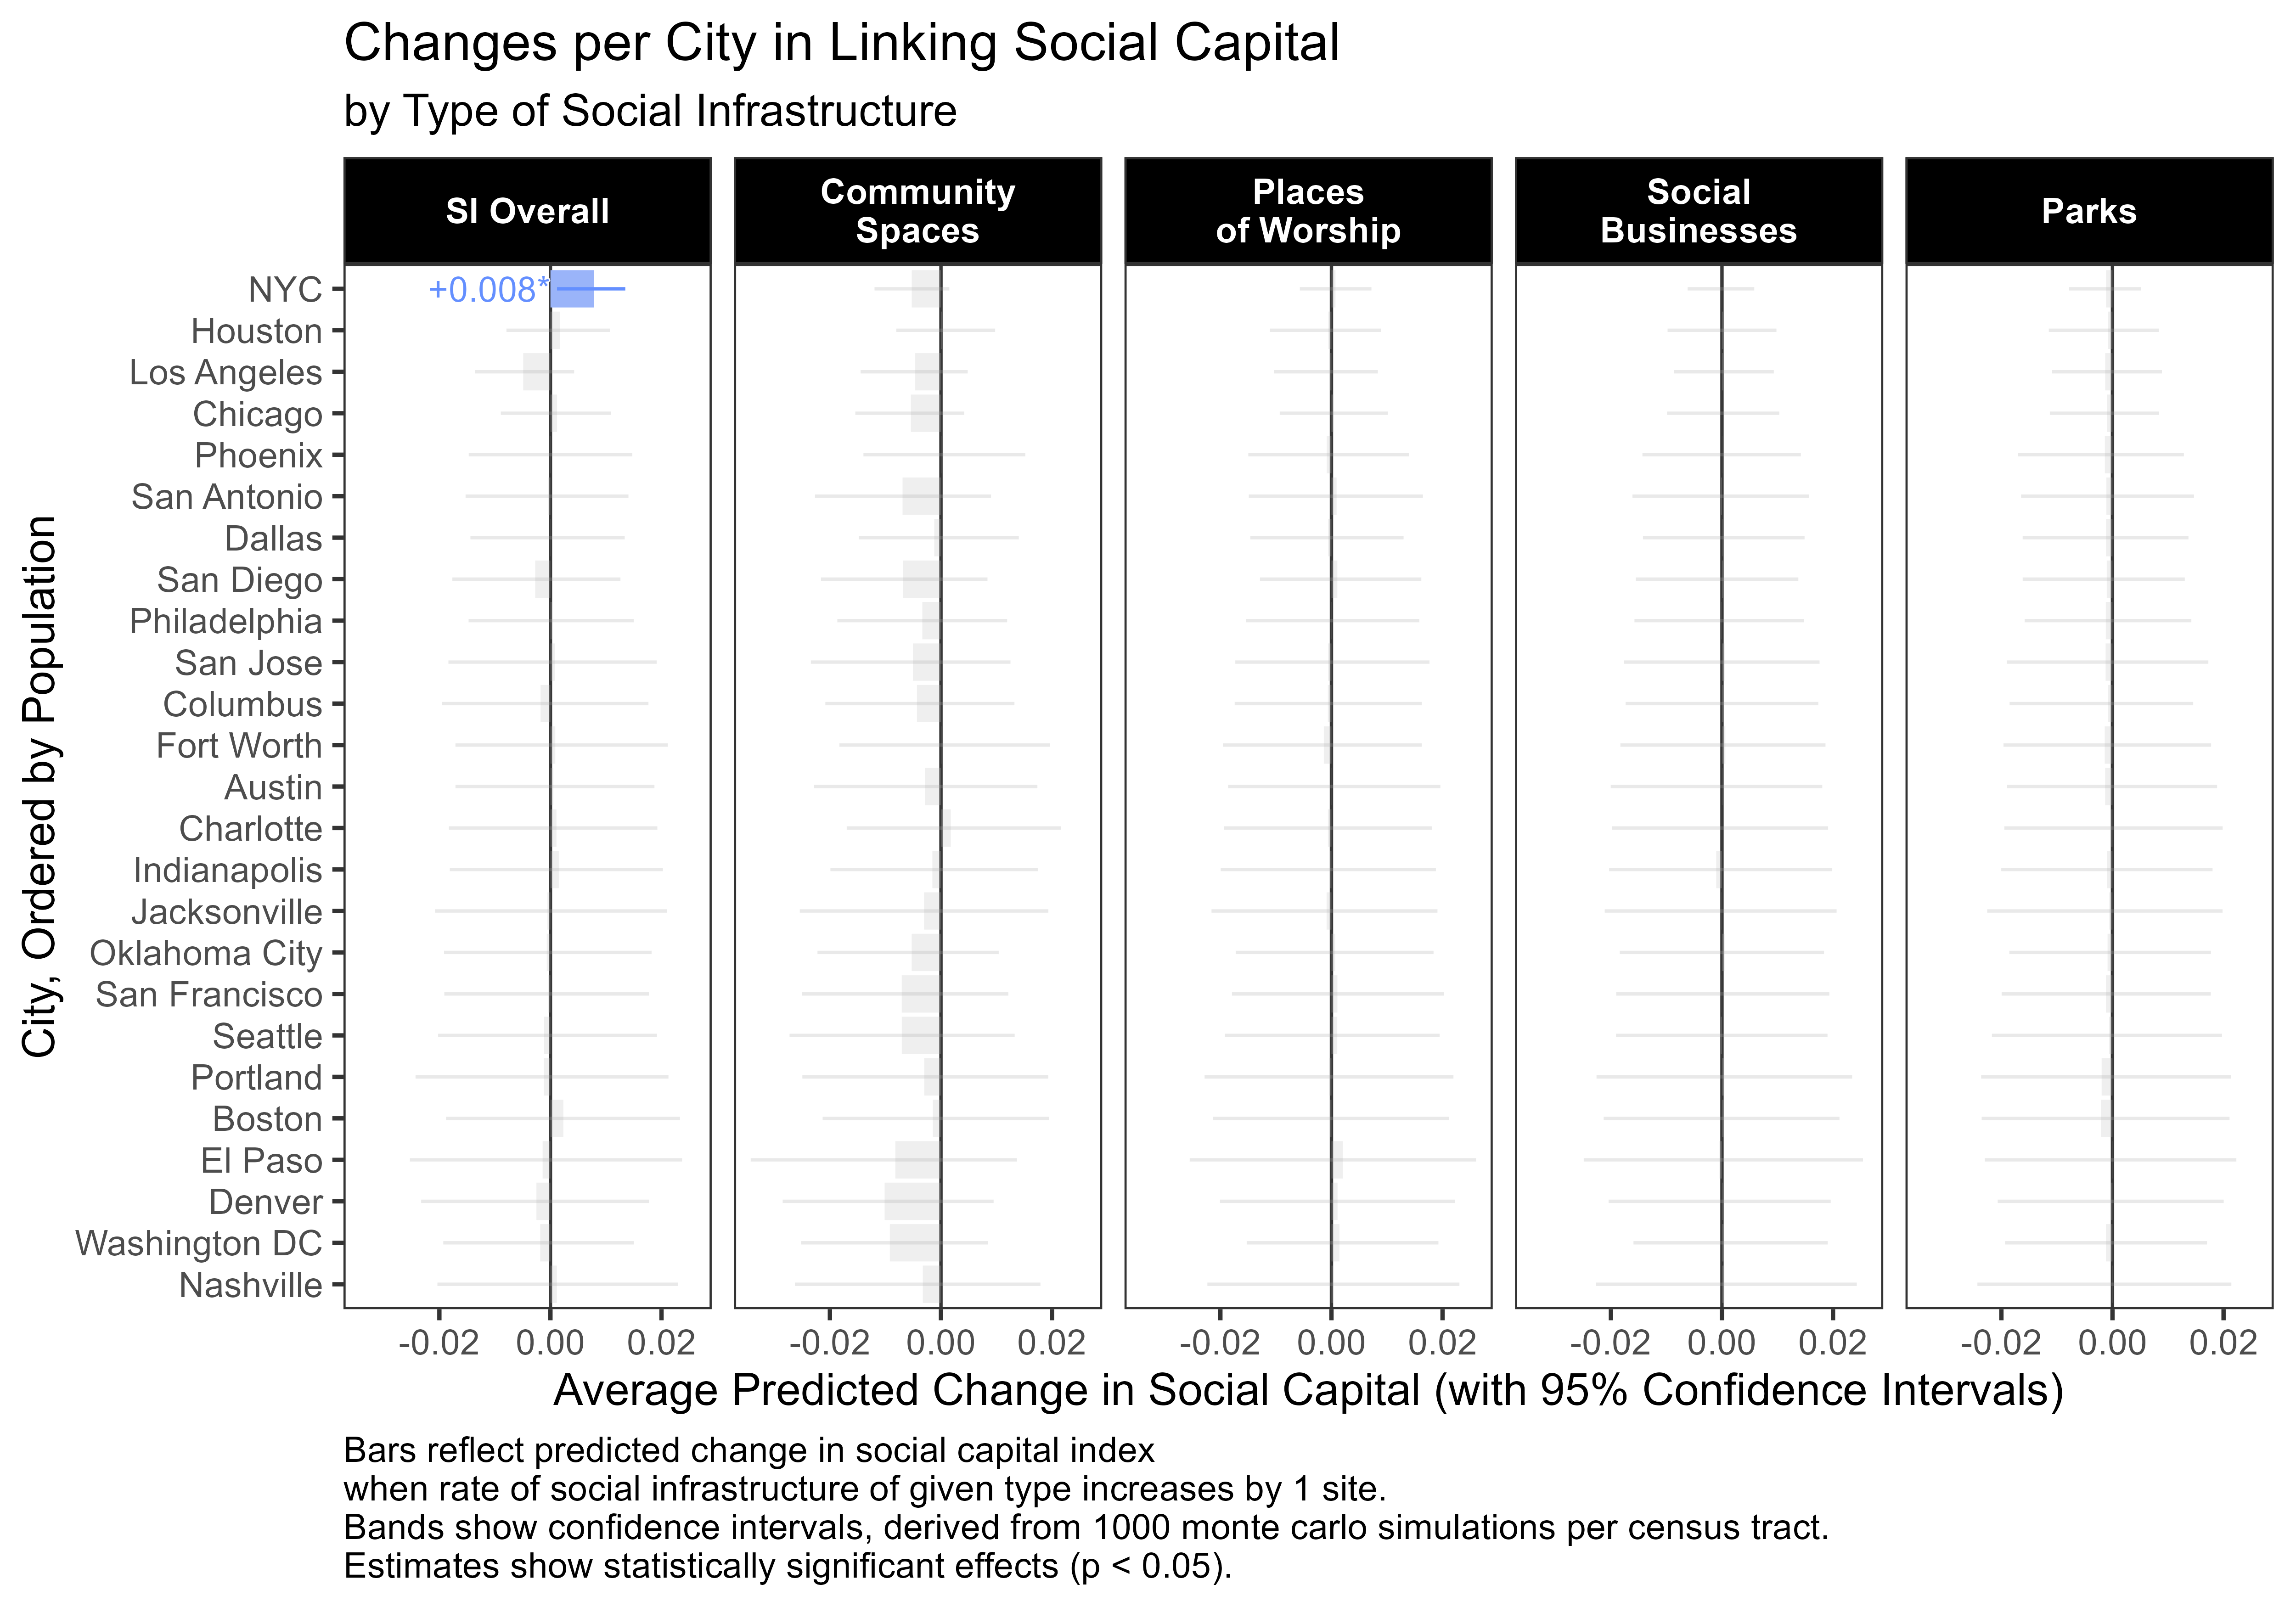 Changes per City in Linking Social Capital
by Type of Social Infrastructure
SI Overall
Community
Spaces
Places
of Worship
Social
Businesses
Parks
City, Ordered by Population
NYC
+0.008*
Houston
Los Angeles
Chicago
Phoenix
San Antonio
Dallas
San Diego
Philadelphia
San Jose
Columbus
Fort Worth
Austin
Charlotte
Indianapolis
Jacksonville
Oklahoma City
San Francisco
Seattle
Portland
Boston
El Paso
Denver
Washington DC
Nashville
-0.02 0.00 0.02 -0.02 0.00 0.02 -0.02 0.00 0.02 -0.02 0.00 0.02 -0.02 0.00 0.02
Average Predicted Change in Social Capital (with 95% Confidence Intervals)
Bars reflect predicted change in social capital index
when rate of social infrastructure of given type increases by 1 site.
Bands show confidence intervals, derived from 1000 monte carlo simulations per census tract.
Estimates show statistically significant effects (p < 0.05).